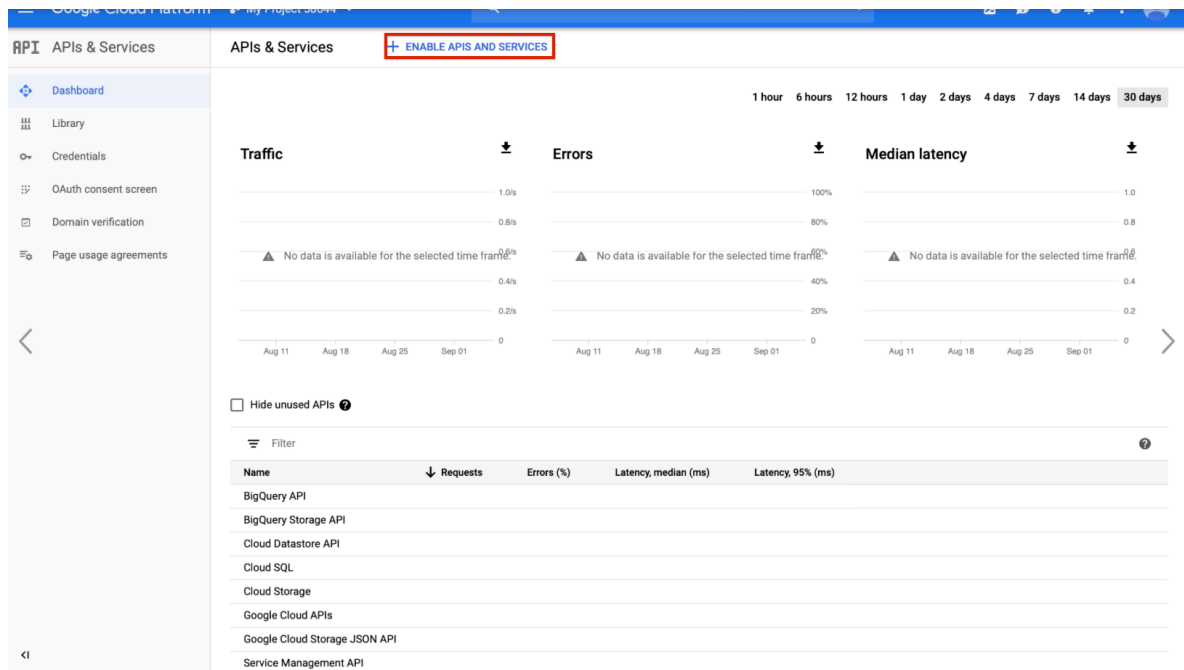 Google Cloud Platform My Project 58644
API APIs & Services
APIs & Services
+ ENABLE APIS AND SERVICES
Dashboard
Library
Credentials
OAuth consent screen
Domain verification
Page usage agreements
1 hour 6 hours 12 hours 1 day 2 days 4 days 7 days 14 days 30 days
Traffic
1.0/s
0.8/s
0.6/s
No data is available for the selected time frame.
0.4/s
0.2/s
0
Aug 11 Aug 18 Aug 25 Sep 01
Errors
100%
80%
60%
No data is available for the selected time frame.
40%
20%
0
Aug 11 Aug 18 Aug 25 Sep 01
Median latency
1.0
0.8
0.6
No data is available for the selected time frame.
0.4
0.2
0
Aug 11 Aug 18 Aug 25 Sep 01
Hide unused APIs
Filter
Name Requests Errors (%) Latency, median (ms) Latency, 95% (ms)
BigQuery API
BigQuery Storage API
Cloud Datastore API
Cloud SQL
Cloud Storage
Google Cloud APIs
Google Cloud Storage JSON API
Service Management API